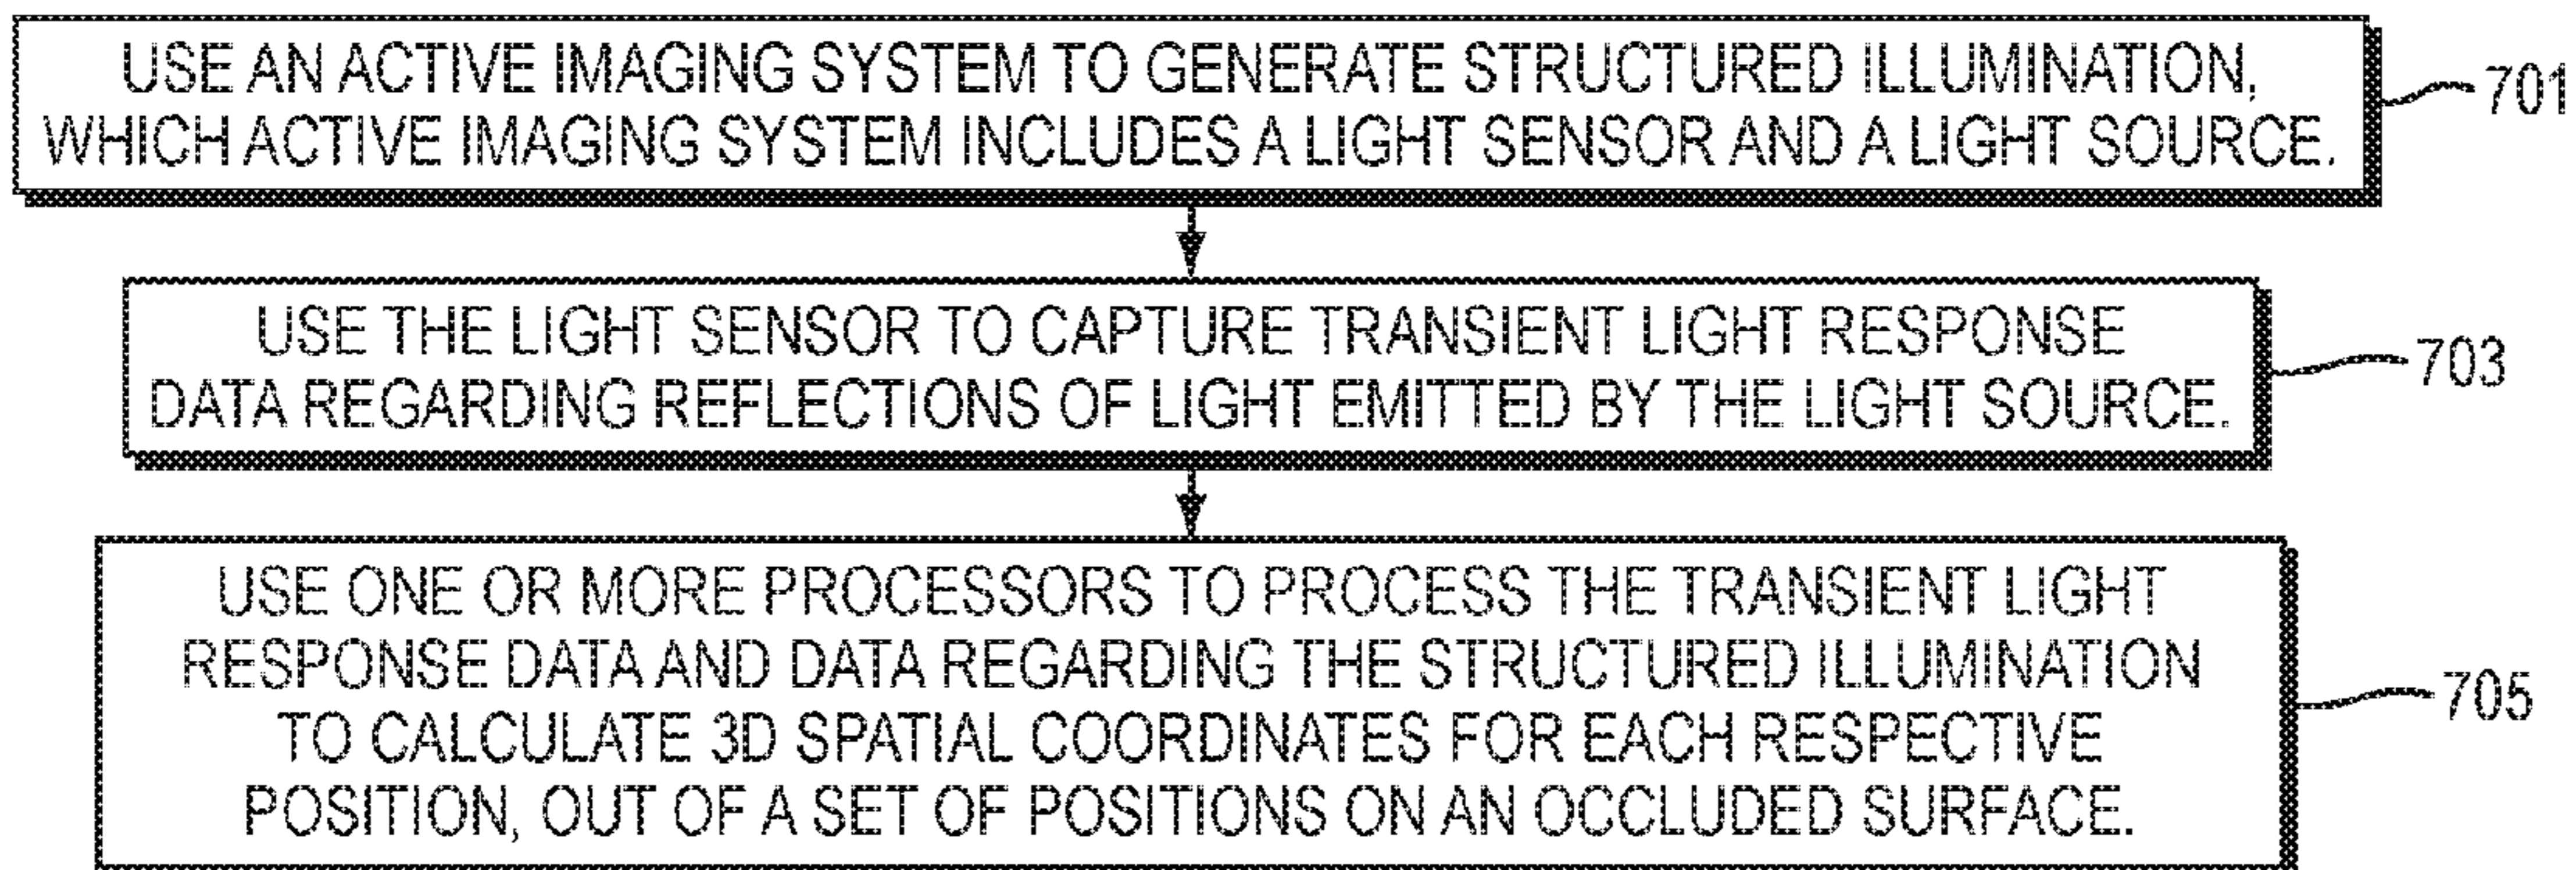 USE AN ACTIVE IMAGING SYSTEM TO GENERATE STRUCTURED ILLUMINATION,
WHICH ACTIVE IMAGING SYSTEM INCLUDES A LIGHT SENSOR AND A LIGHT SOURCE.
701
USE THE LIGHT SENSOR TO CAPTURE TRANSIENT LIGHT RESPONSE
DATA REGARDING REFLECTIONS OF LIGHT EMITTED BY THE LIGHT SOURCE.
703
USE ONE OR MORE PROCESSORS TO PROCESS THE TRANSIENT LIGHT
RESPONSE DATA AND DATA REGARDING THE STRUCTURED ILLUMINATION
TO CALCULATE 3D SPATIAL COORDINATES FOR EACH RESPECTIVE
POSITION, OUT OF A SET OF POSITIONS ON AN OCCLUDED SURFACE.
705